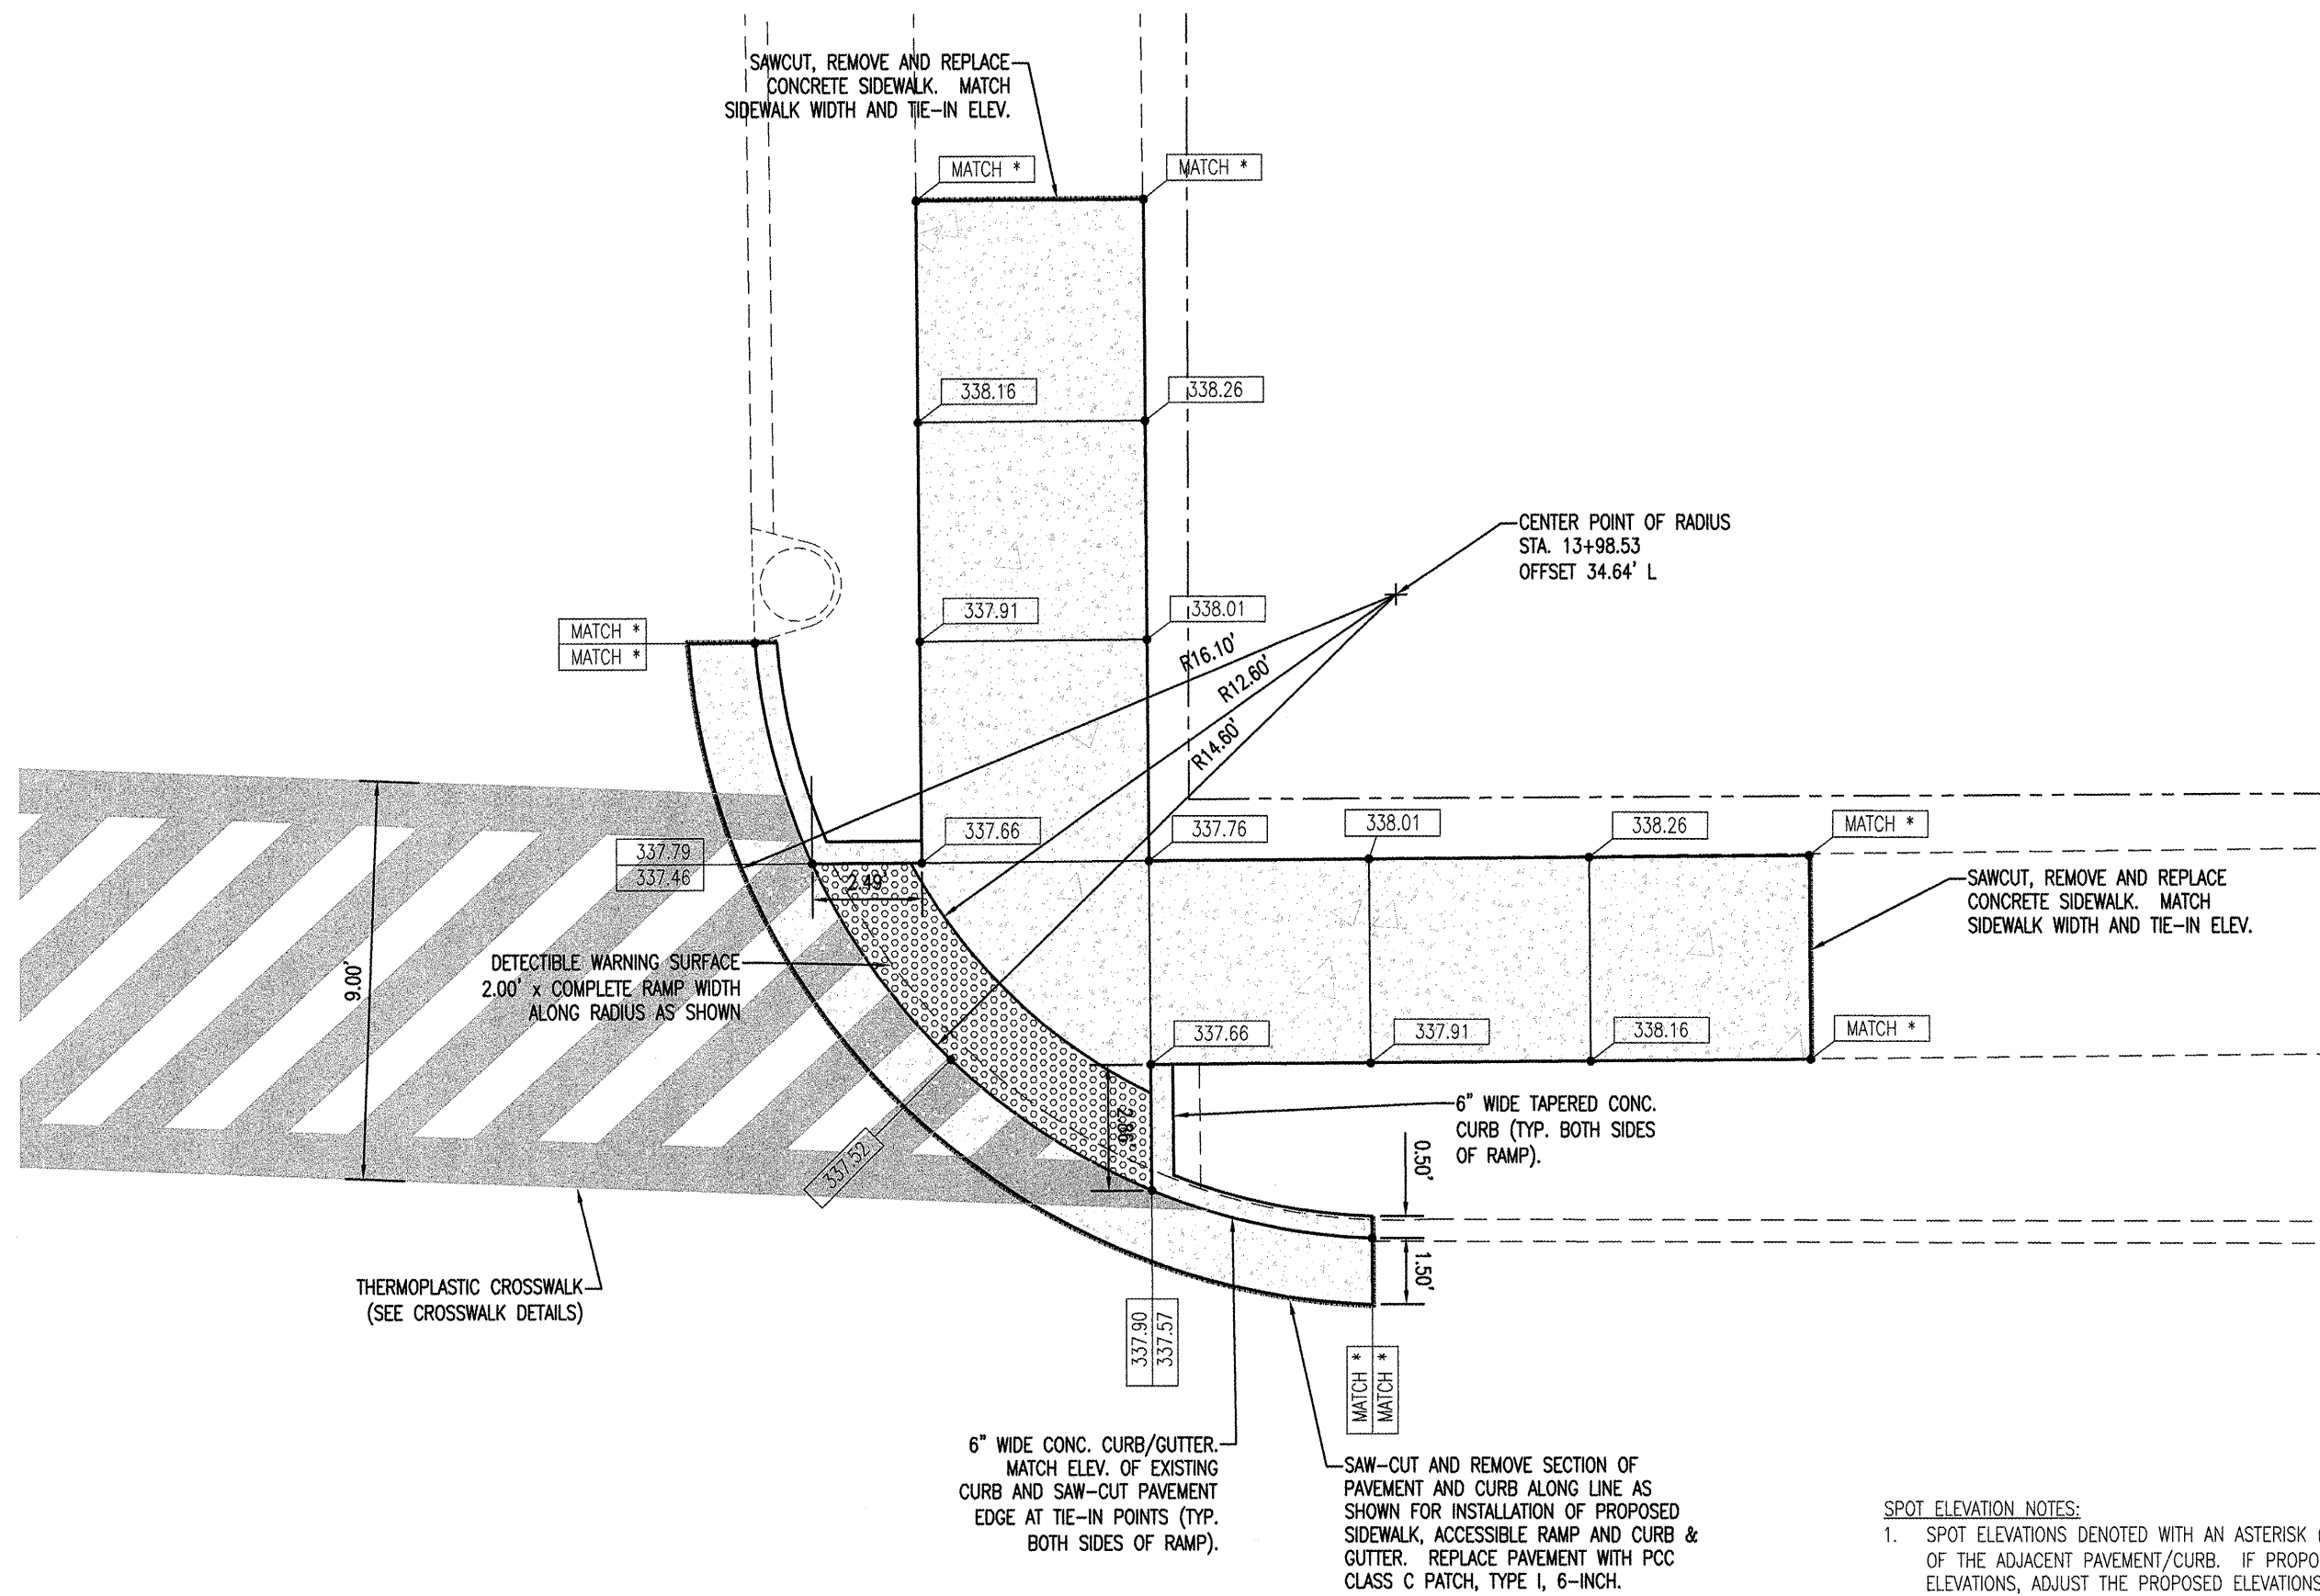 SAWCUT, REMOVE AND REPLACE
CONCRETE SIDEWALK. MATCH
SIDEWALK WIDTH AND TIE-IN ELEV.
MATCH *
MATCH *
338.16
338.26
CENTER POINT OF RADIUS
STA. 13+98.53
OFFSET 34.64' L
337.91
338.01
MATCH *
MATCH *
R16.10'
R12.60'
R14.60'
337.66
337.76
338.01
338.26
MATCH *
337.79
337.46
2.49'
SAWCUT, REMOVE AND REPLACE
CONCRETE SIDEWALK. MATCH
SIDEWALK WIDTH AND TIE-IN ELEV.
9.00'
DETECTIBLE WARNING SURFACE
2.00' x COMPLETE RAMP WIDTH
ALONG RADIUS AS SHOWN
337.66
337.91
338.16
MATCH *
2.86'
6" WIDE TAPERED CONC.
CURB (TYP. BOTH SIDES
OF RAMP).
0.50'
337.52
1.50'
THERMOPLASTIC CROSSWALK
(SEE CROSSWALK DETAILS)
337.90
337.57
MATCH *
MATCH *
6" WIDE CONC. CURB/GUTTER.
MATCH ELEV. OF EXISTING
CURB AND SAW-CUT PAVEMENT
EDGE AT TIE-IN POINTS (TYP.
BOTH SIDES OF RAMP).
SAW-CUT AND REMOVE SECTION OF
PAVEMENT AND CURB ALONG LINE AS
SHOWN FOR INSTALLATION OF PROPOSED
SIDEWALK, ACCESSIBLE RAMP AND CURB &
GUTTER. REPLACE PAVEMENT WITH PCC
CLASS C PATCH, TYPE I, 6-INCH.
SPOT ELEVATION NOTES:
1. SPOT ELEVATIONS DENOTED WITH AN ASTERISK
OF THE ADJACENT PAVEMENT/CURB. IF PROPO
ELEVATIONS, ADJUST THE PROPOSED ELEVATIONS